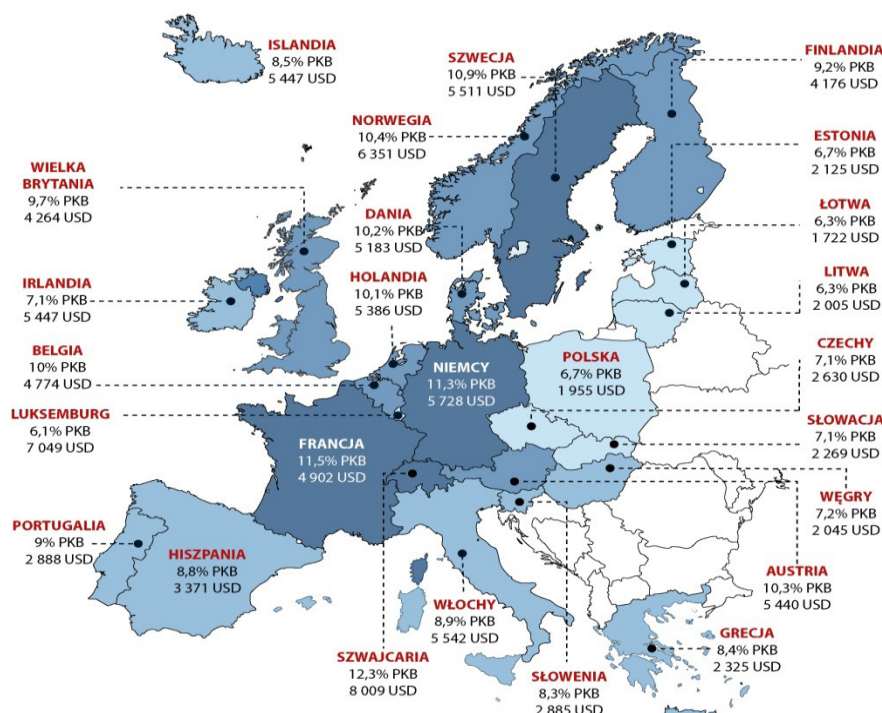 ISLANDIA
8,5% PKB
5 447 USD
SZWECJA
10,9% PKB
5 511 USD
FINLANDIA
9,2% PKB
4 176 USD
NORWEGIA
10,4% PKB
6 351 USD
ESTONIA
6,7% PKB
2 125 USD
WIELKA
BRYTANIA
9,7% PKB
4 264 USD
DANIA
10,2% PKB
5 183 USD
ŁOTWA
6,3% PKB
1 722 USD
IRLANDIA
7,1% PKB
5 447 USD
HOLANDIA
10,1% PKB
5 386 USD
LITWA
6,3% PKB
2 005 USD
BELGIA
10% PKB
4 774 USD
NIEMCY
11,3% PKB
5 728 USD
POLSKA
6,7% PKB
1 955 USD
CZECHY
7,1% PKB
2 630 USD
LUKSEMBURG
6,1% PKB
7 049 USD
FRANCJA
11,5% PKB
4 902 USD
SŁOWACJA
7,1% PKB
2 269 USD
WĘGRY
7,2% PKB
2 045 USD
PORTUGALIA
9% PKB
2 888 USD
HISZPANIA
8,8% PKB
3 371 USD
AUSTRIA
10,3% PKB
5 440 USD
WŁOCHY
8,9% PKB
5 542 USD
GRECJA
8,4% PKB
2 325 USD
SZWAJCARIA
12,3% PKB
8 009 USD
SŁOWENIA
8,3% PKB
2 885 USD